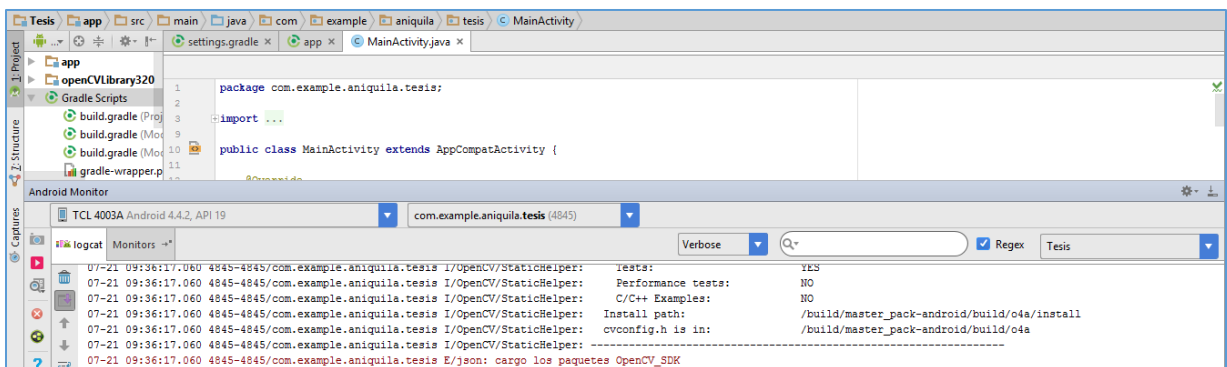 Tesis app src main java com example aniquila tesis MainActivity
settings.gradle × app × MainActivity.java ×
1: Project
app
openCVLibrary320
Gradle Scripts
build.gradle (Proj
build.gradle (Mod
build.gradle (Mod
gradle-wrapper.p
Z: Structure
Captures
1 package com.example.aniquila.tesis;
2
3 import ...
9
10 public class MainActivity extends AppCompatActivity {
11
12 @Override
Android Monitor
TCL 4003A Android 4.4.2, API 19 com.example.aniquila.tesis (4845)
logcat Monitors Verbose Regex Tesis
07-21 09:36:17.060 4845-4845/com.example.aniquila.tesis I/OpenCV/StaticHelper: Tests: YES
07-21 09:36:17.060 4845-4845/com.example.aniquila.tesis I/OpenCV/StaticHelper: Performance tests: NO
07-21 09:36:17.060 4845-4845/com.example.aniquila.tesis I/OpenCV/StaticHelper: C/C++ Examples: NO
07-21 09:36:17.060 4845-4845/com.example.aniquila.tesis I/OpenCV/StaticHelper: Install path: /build/master_pack-android/build/o4a/install
07-21 09:36:17.060 4845-4845/com.example.aniquila.tesis I/OpenCV/StaticHelper: cvconfig.h is in: /build/master_pack-android/build/o4a
07-21 09:36:17.060 4845-4845/com.example.aniquila.tesis I/OpenCV/StaticHelper: -----------------------------------------------------------------
07-21 09:36:17.060 4845-4845/com.example.aniquila.tesis E/json: cargo los paquetes OpenCV_SDK